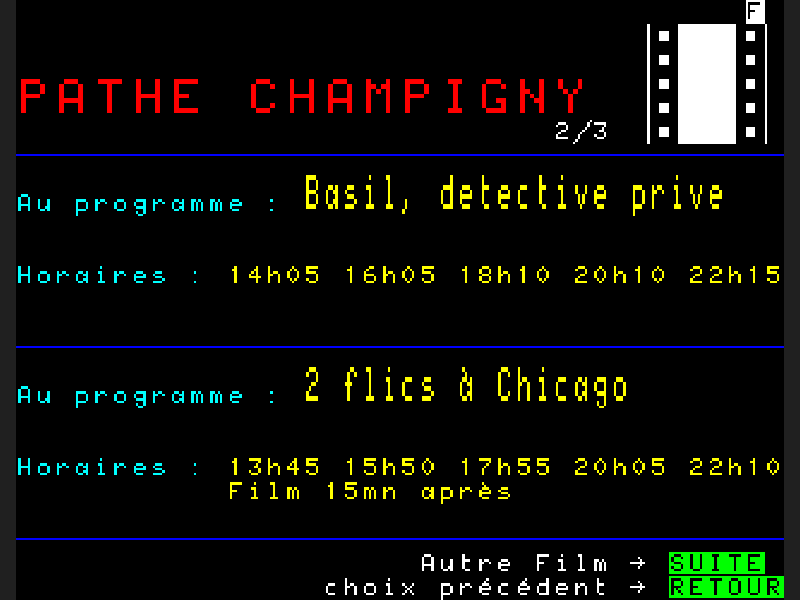 F
PATHE CHAMPIGNY
2/3
Au programme : Basil, detective prive
Horaires : 14h05 16h05 18h10 20h10 22h15
Au programme : 2 flics à Chicago
Horaires : 13h45 15h50 17h55 20h05 22h10
Film 15mn après
Autre Film → SUITE
choix précédent → RETOUR